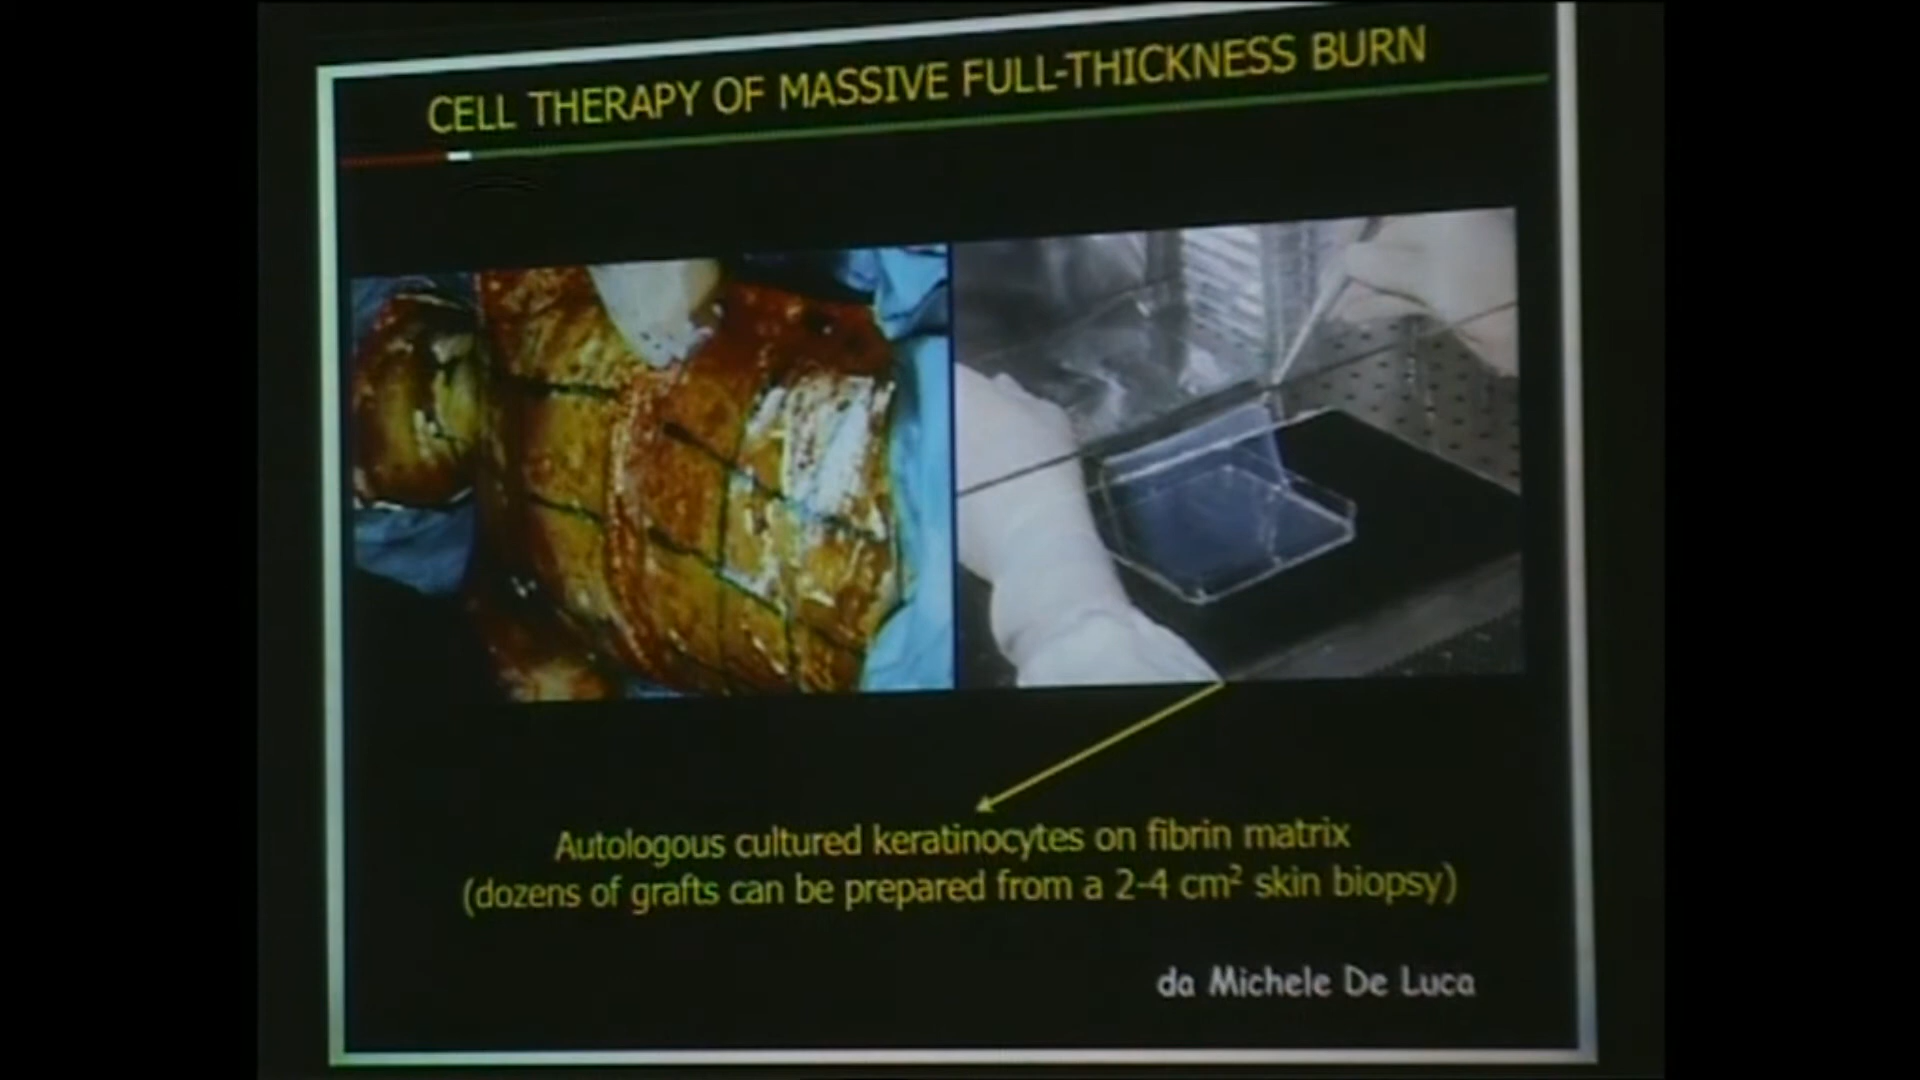 CELL THERAPY OF MASSIVE FULL-THICKNESS BURN
Autologous cultured keratinocytes on fibrin matrix
(dozens of grafts can be prepared from a 2-4 cm² skin biopsy)
da Michele De Luca